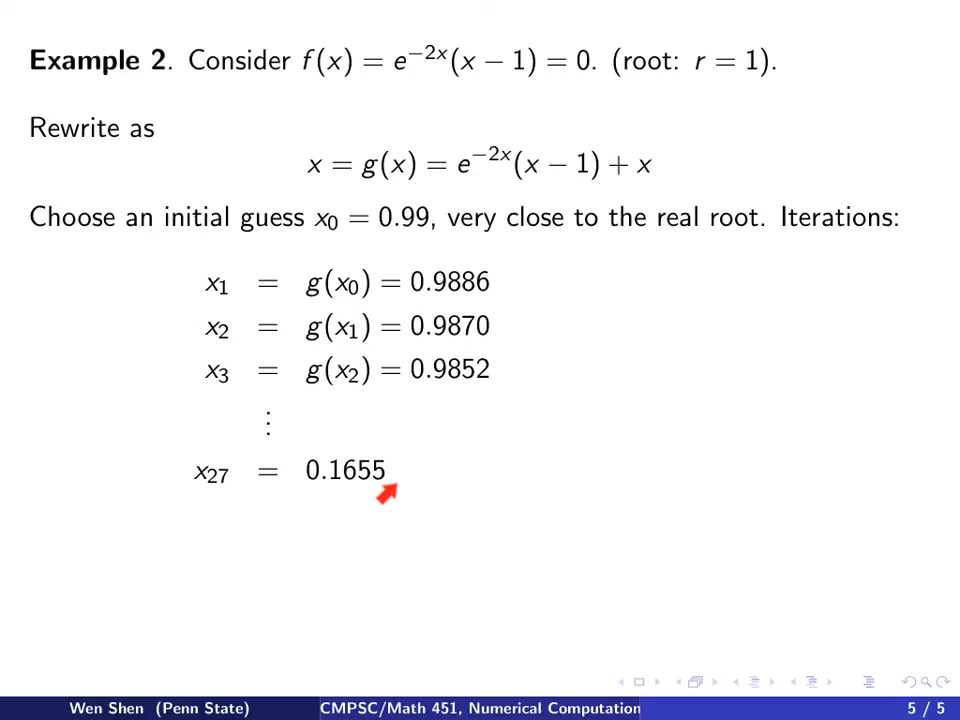 Example 2. Consider f(x) = e⁻²ˣ(x − 1) = 0. (root: r = 1).
Rewrite as
x = g(x) = e⁻²ˣ(x − 1) + x
Choose an initial guess x₀ = 0.99, very close to the real root. Iterations:
x₁ = g(x₀) = 0.9886
x₂ = g(x₁) = 0.9870
x₃ = g(x₂) = 0.9852
⋮
x₂₇ = 0.1655
Wen Shen (Penn State) CMPSC/Math 451, Numerical Computation 5 / 5